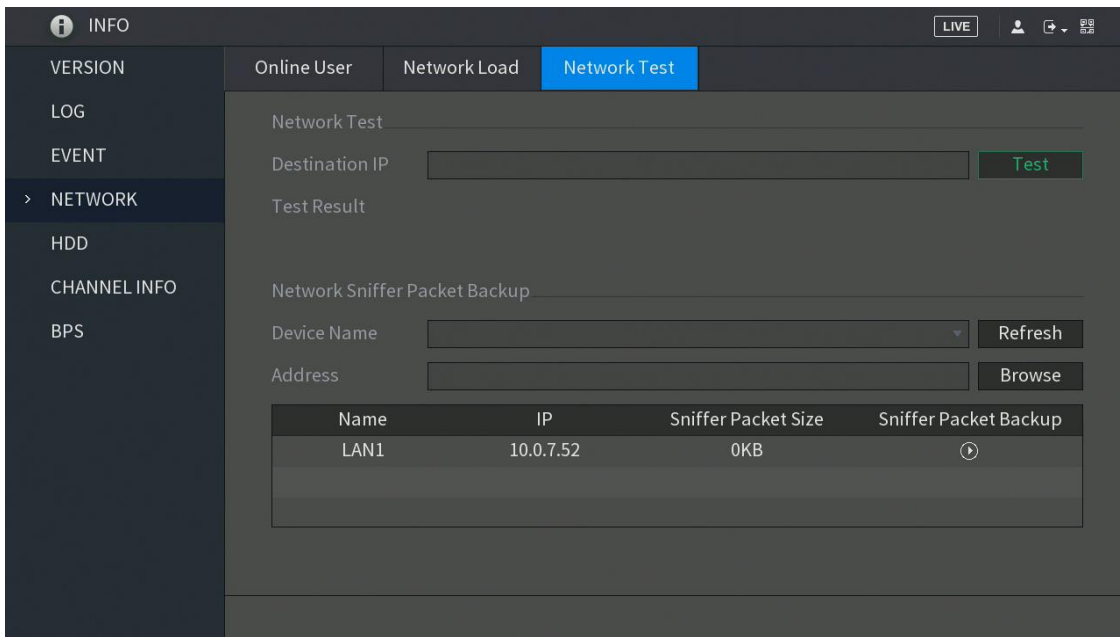 INFO
LIVE
VERSION
LOG
EVENT
NETWORK
HDD
CHANNEL INFO
BPS
Online User Network Load Network Test
Network Test
Destination IP Test
Test Result
Network Sniffer Packet Backup
Device Name Refresh
Address Browse
Name IP Sniffer Packet Size Sniffer Packet Backup
LAN1 10.0.7.52 0KB